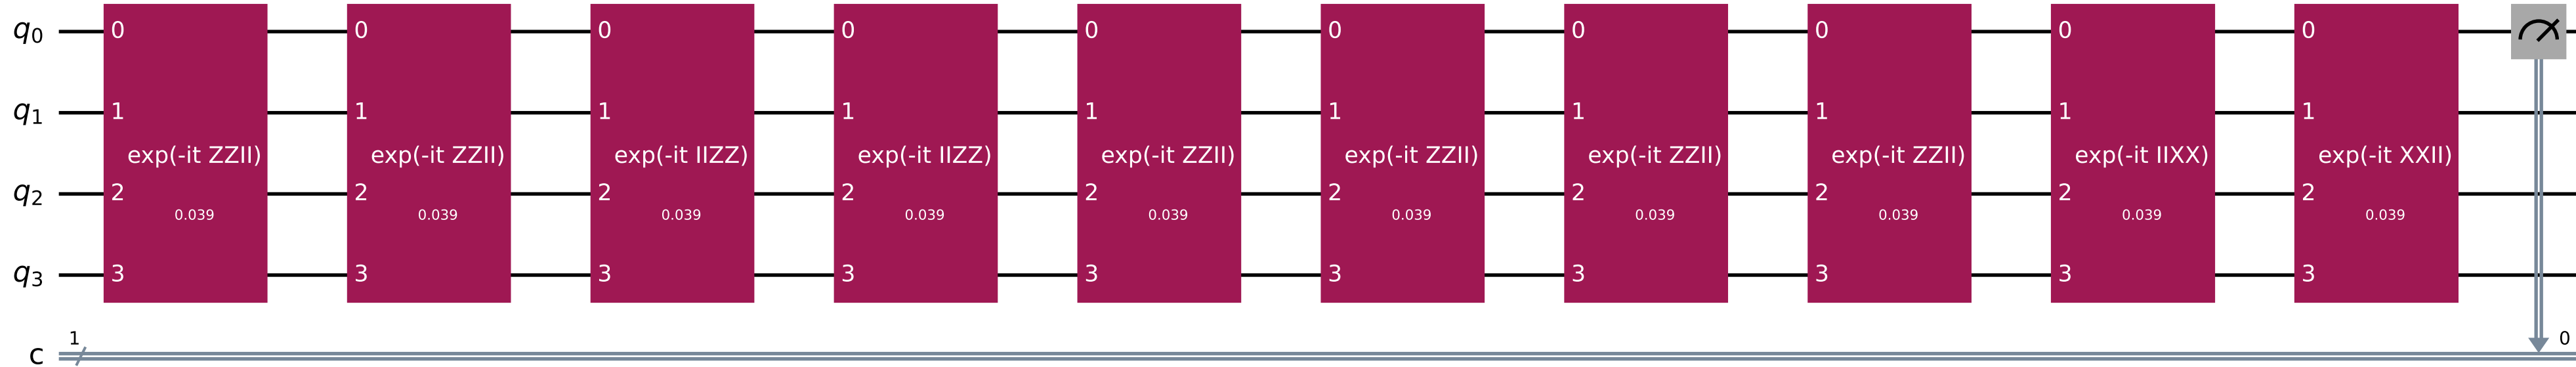 q0 0 0 0 0 0 0 0 0 0 0
q1 1 1 1 1 1 1 1 1 1 1
exp(-it ZZII) exp(-it ZZII) exp(-it IIZZ) exp(-it IIZZ) exp(-it ZZII) exp(-it ZZII) exp(-it ZZII) exp(-it ZZII) exp(-it IIXX) exp(-it XXII)
q2 2 2 2 2 2 2 2 2 2 2
0.039 0.039 0.039 0.039 0.039 0.039 0.039 0.039 0.039 0.039
q3 3 3 3 3 3 3 3 3 3 3
1 0
c